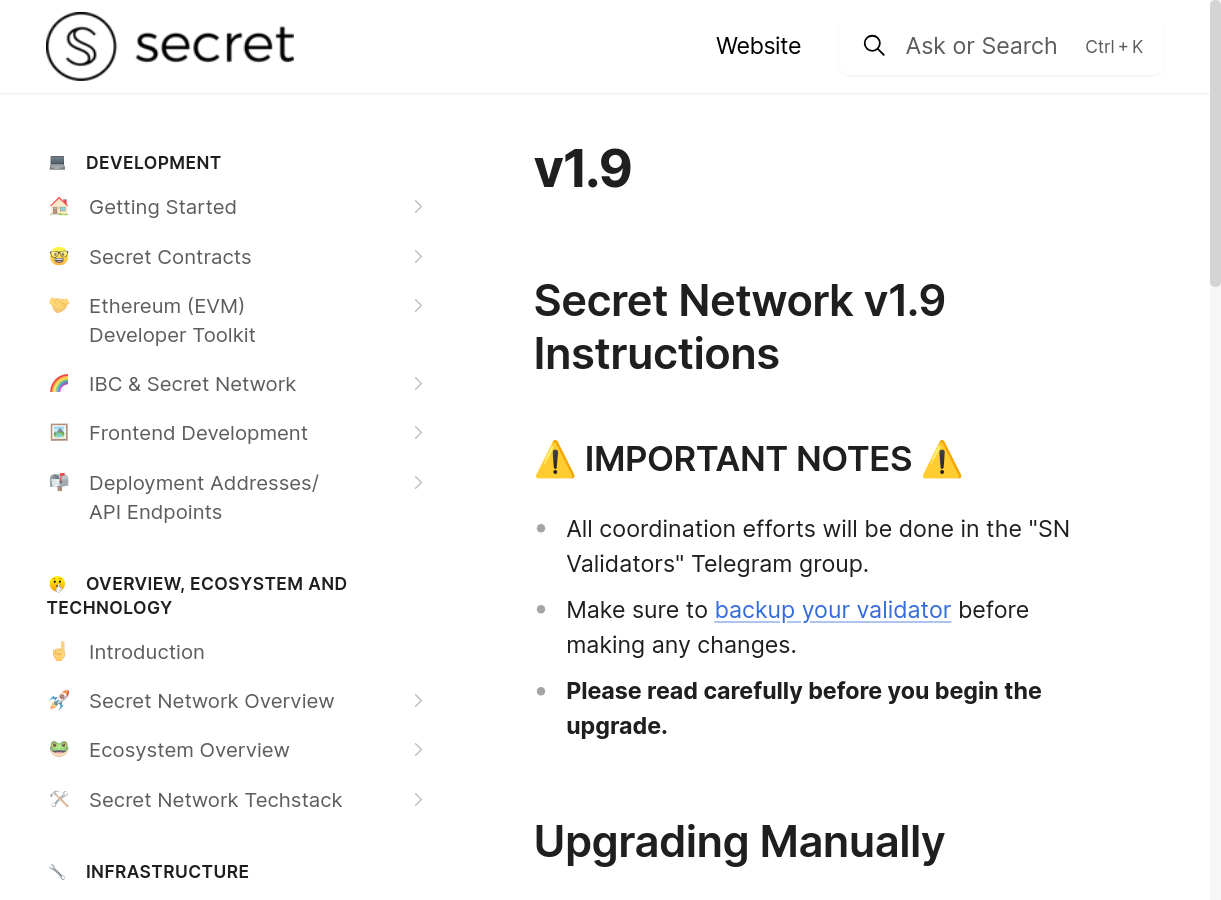 secret
Website
Ask or Search
Ctrl + K
💻 DEVELOPMENT
🏠 Getting Started
🤓 Secret Contracts
🤝 Ethereum (EVM)
Developer Toolkit
🌈 IBC & Secret Network
🖼️ Frontend Development
📬 Deployment Addresses/
API Endpoints
🤫 OVERVIEW, ECOSYSTEM AND
TECHNOLOGY
☝️ Introduction
🚀 Secret Network Overview
🐸 Ecosystem Overview
🛠️ Secret Network Techstack
🔧 INFRASTRUCTURE
v1.9
Secret Network v1.9
Instructions
⚠️ IMPORTANT NOTES ⚠️
All coordination efforts will be done in the "SN
Validators" Telegram group.
Make sure to backup your validator before
making any changes.
Please read carefully before you begin the
upgrade.
Upgrading Manually